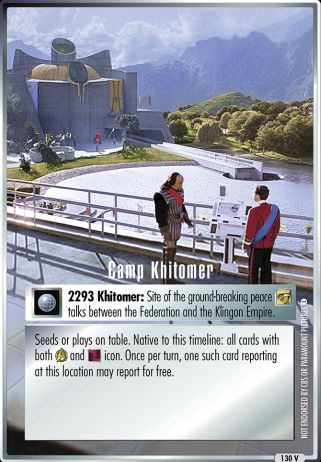 Camp Khitomer
2293 Khitomer: Site of the ground-breaking peace
talks between the Federation and the Klingon Empire.
Seeds or plays on table. Native to this timeline: all cards with
both and icon. Once per turn, one such card reporting
at this location may report for free.
NOT ENDORSED BY CBS OR PARAMOUNT PICTURES
130 V